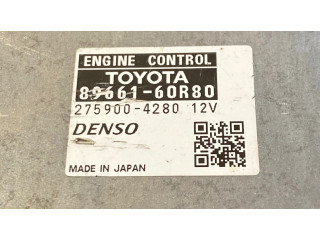 ENGINE CONTROL
TOYOTA
89661-60R80
275900-4280 12V
DENSO
MADE IN JAPAN